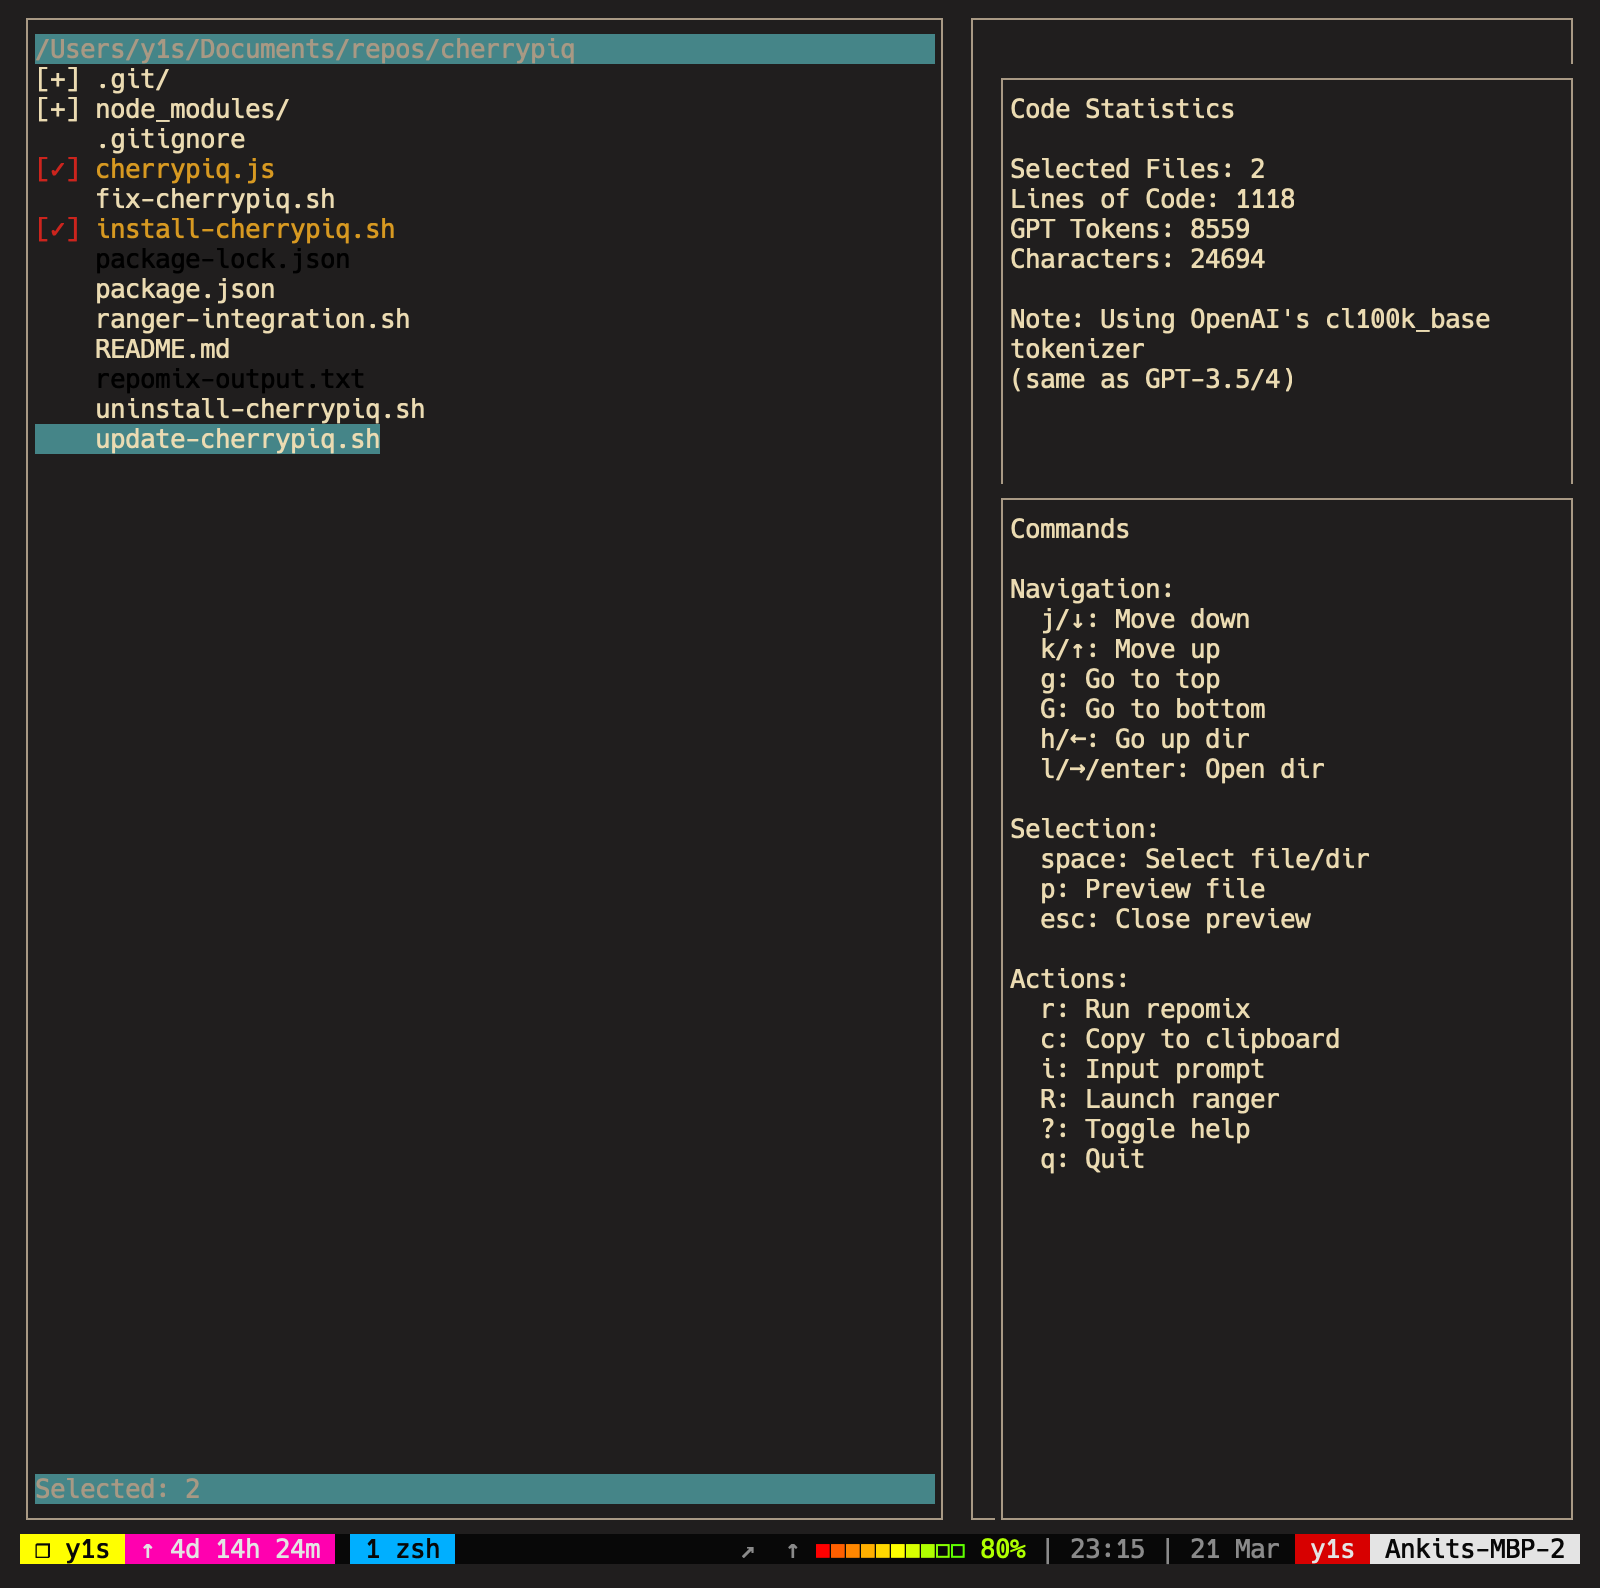 /Users/y1s/Documents/repos/cherrypiq
[+] .git/
[+] node_modules/
.gitignore
[✓] cherrypiq.js
fix-cherrypiq.sh
[✓] install-cherrypiq.sh
package-lock.json
package.json
ranger-integration.sh
README.md
repomix-output.txt
uninstall-cherrypiq.sh
update-cherrypiq.sh
Selected: 2
Code Statistics
Selected Files: 2
Lines of Code: 1118
GPT Tokens: 8559
Characters: 24694
Note: Using OpenAI's cl100k_base
tokenizer
(same as GPT-3.5/4)
Commands
Navigation:
j/↓: Move down
k/↑: Move up
g: Go to top
G: Go to bottom
h/←: Go up dir
l/→/enter: Open dir
Selection:
space: Select file/dir
p: Preview file
esc: Close preview
Actions:
r: Run repomix
c: Copy to clipboard
i: Input prompt
R: Launch ranger
?: Toggle help
q: Quit
❐ y1s ↑ 4d 14h 24m 1 zsh ↗ ↑ 80% | 23:15 | 21 Mar y1s Ankits-MBP-2